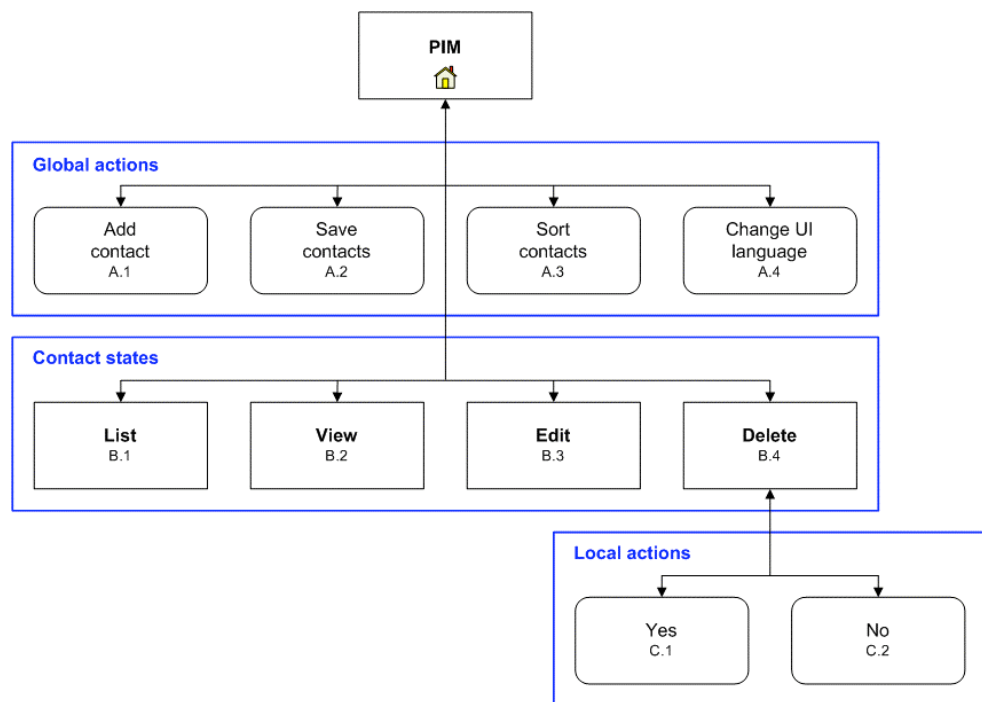 PIM
Global actions
Add
contact
A.1
Save
contacts
A.2
Sort
contacts
A.3
Change UI
language
A.4
Contact states
List
B.1
View
B.2
Edit
B.3
Delete
B.4
Local actions
Yes
C.1
No
C.2